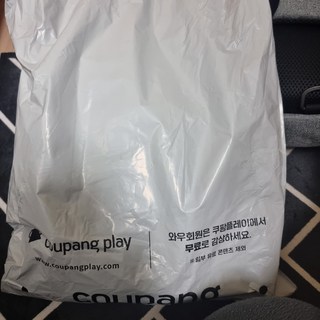 coupang play
www.coupangplay.com
와우회원은 쿠팡플레이에서
무료로 감상하세요.
※일부 유료 콘텐츠 제외
coupang